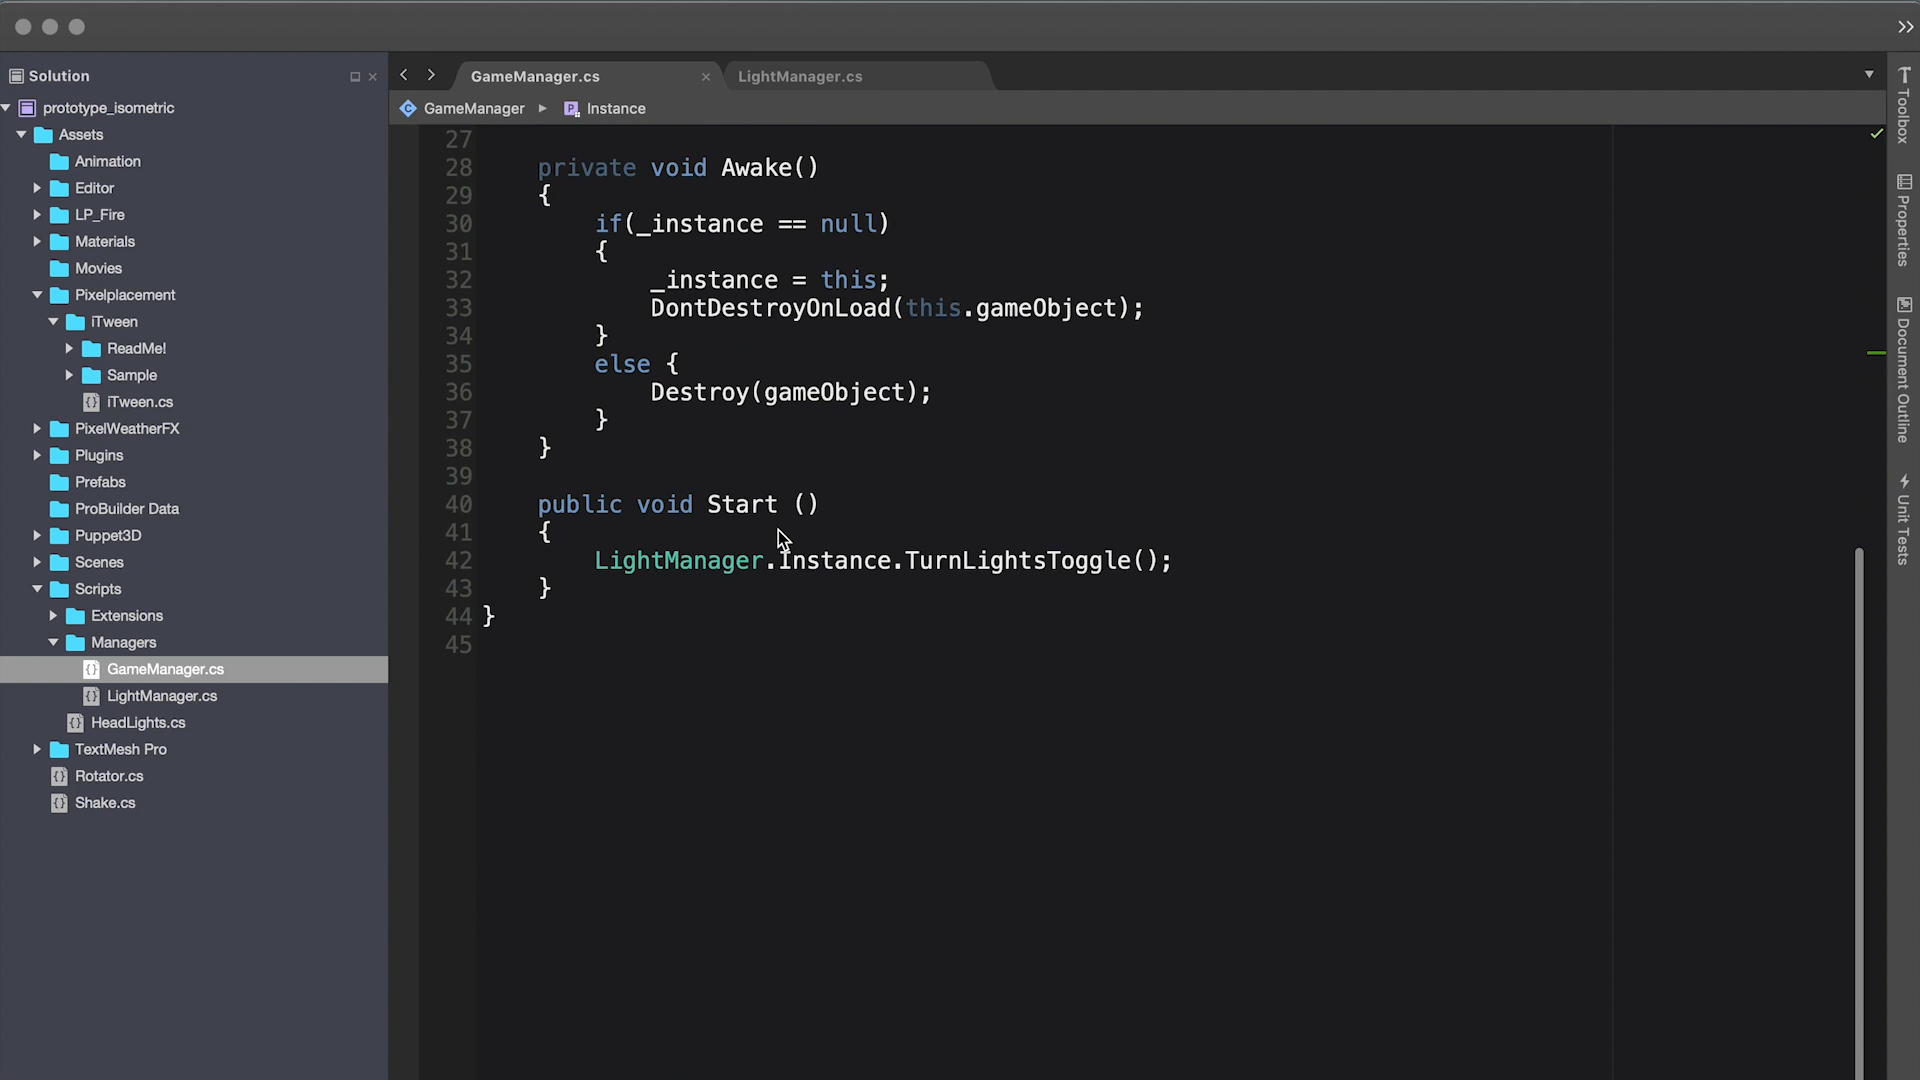 Solution
prototype_isometric
Assets
Animation
Editor
LP_Fire
Materials
Movies
Pixelplacement
iTween
ReadMe!
Sample
iTween.cs
PixelWeatherFX
Plugins
Prefabs
ProBuilder Data
Puppet3D
Scenes
Scripts
Extensions
Managers
GameManager.cs
LightManager.cs
HeadLights.cs
TextMesh Pro
Rotator.cs
Shake.cs
GameManager.cs
LightManager.cs
GameManager
Instance
27
28 private void Awake()
29 {
30 if(_instance == null)
31 {
32 _instance = this;
33 DontDestroyOnLoad(this.gameObject);
34 }
35 else {
36 Destroy(gameObject);
37 }
38 }
39
40 public void Start ()
41 {
42 LightManager.Instance.TurnLightsToggle();
43 }
44 }
45
Toolbox
Properties
Document Outline
Unit Tests